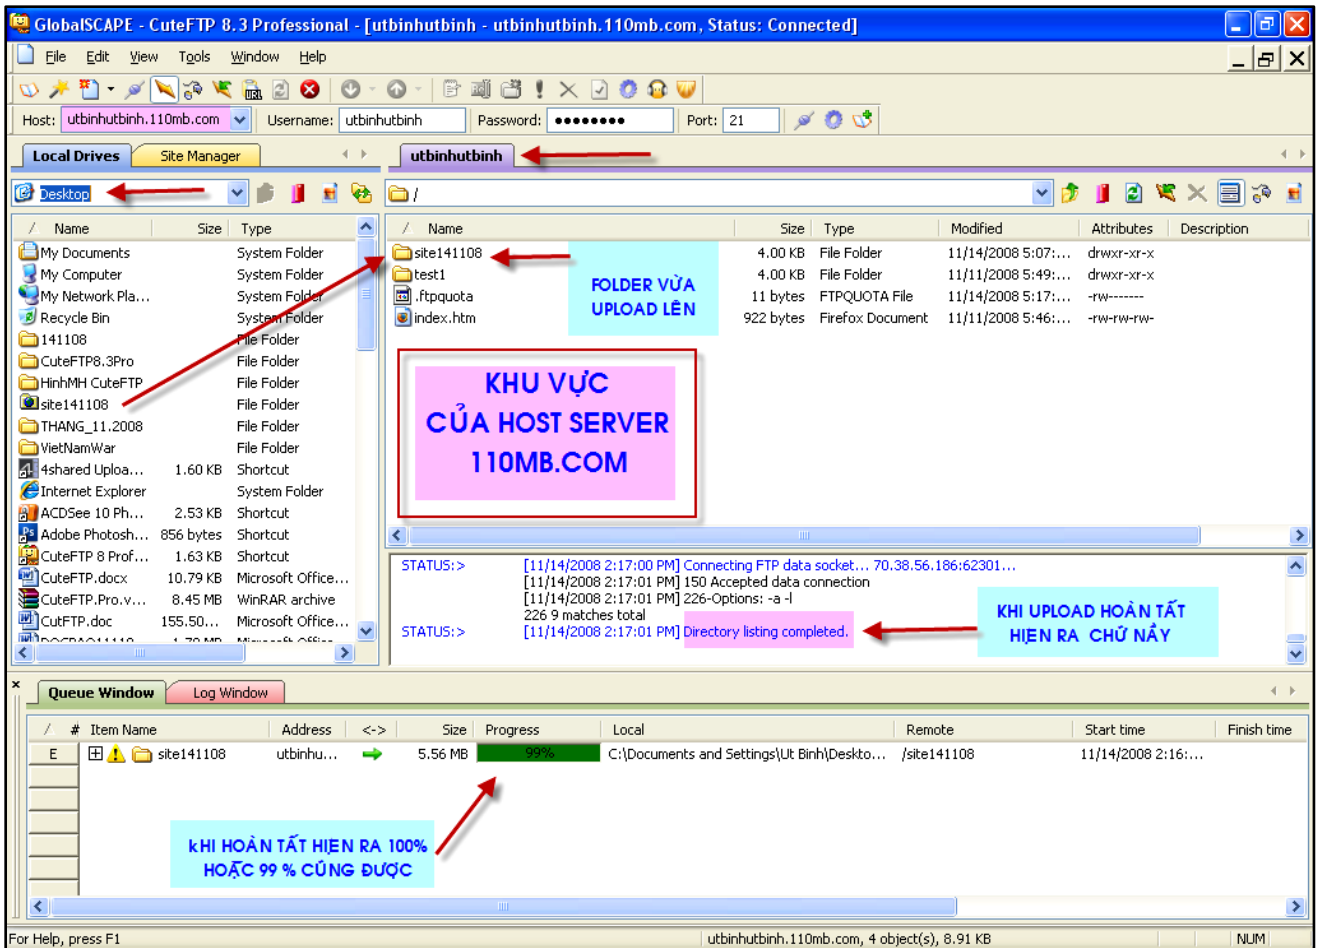 GlobalSCAPE - CuteFTP 8.3 Professional - [utbinhutbinh - utbinhutbinh.110mb.com, Status: Connected]
File Edit View Tools Window Help
URL
Host: utbinhutbinh.110mb.com Username: utbinhutbinh Password: ●●●●●●●● Port: 21
Local Drives Site Manager
utbinhutbinh
Desktop
/
/ Name Size Type
My Documents System Folder
My Computer System Folder
My Network Pla... System Folder
Recycle Bin System Folder
141108 File Folder
CuteFTP8.3Pro File Folder
HinhMH CuteFTP File Folder
site141108 File Folder
THANG_11.2008 File Folder
VietNamWar File Folder
4shared Uploa... 1.60 KB Shortcut
Internet Explorer System Folder
ACDSee 10 Ph... 2.53 KB Shortcut
Adobe Photosh... 856 bytes Shortcut
CuteFTP 8 Prof... 1.63 KB Shortcut
CuteFTP.docx 10.79 KB Microsoft Office...
CuteFTP.Pro.v... 8.45 MB WinRAR archive
CutFTP.doc 155.50... Microsoft Office...
/ Name Size Type Modified Attributes Description
site141108 4.00 KB File Folder 11/14/2008 5:07:... drwxr-xr-x
test1 4.00 KB File Folder 11/11/2008 5:49:... drwxr-xr-x
.ftpquota 11 bytes FTPQUOTA File 11/14/2008 5:17:... -rw-------
index.htm 922 bytes Firefox Document 11/11/2008 5:46:... -rw-rw-rw-
FOLDER VỪA
UPLOAD LÊN
KHU VỰC
CỦA HOST SERVER
110MB.COM
STATUS:> [11/14/2008 2:17:00 PM] Connecting FTP data socket... 70.38.56.186:62301...
[11/14/2008 2:17:01 PM] 150 Accepted data connection
[11/14/2008 2:17:01 PM] 226-Options: -a -l
226 9 matches total
STATUS:> [11/14/2008 2:17:01 PM] Directory listing completed.
KHI UPLOAD HOÀN TẤT
HIỆN RA CHỮ NẦY
Queue Window Log Window
/ # Item Name Address <-> Size Progress Local Remote Start time Finish time
E site141108 utbinhu... 5.56 MB 99% C:\Documents and Settings\Ut Binh\Deskto... /site141108 11/14/2008 2:16:...
kHI HOÀN TẤT HIỆN RA 100%
HOẶC 99 % CŨNG ĐƯỢC
For Help, press F1 utbinhutbinh.110mb.com, 4 object(s), 8.91 KB NUM